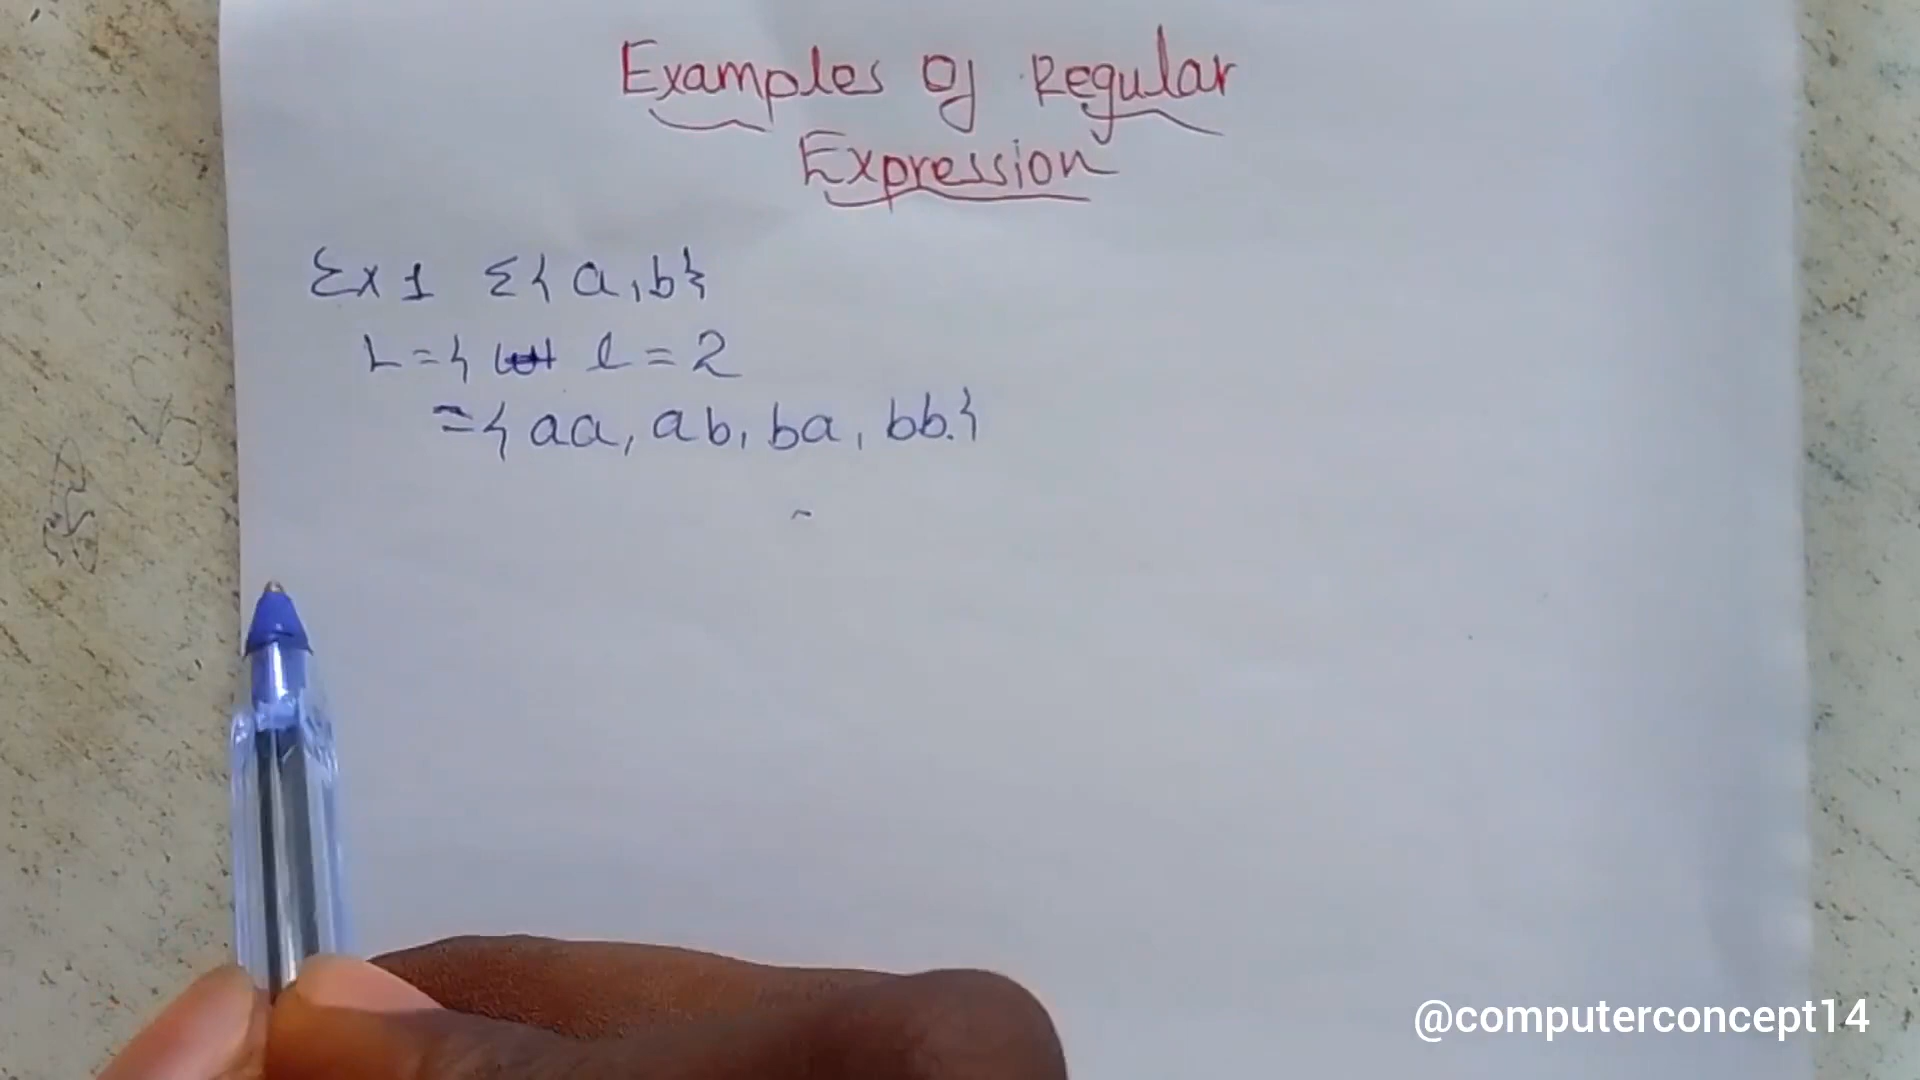 Examples Of Regular
Expression
Ex 1 Σ{a,b}
L={ l=2
={aa, ab, ba, bb.}
@computerconcept14